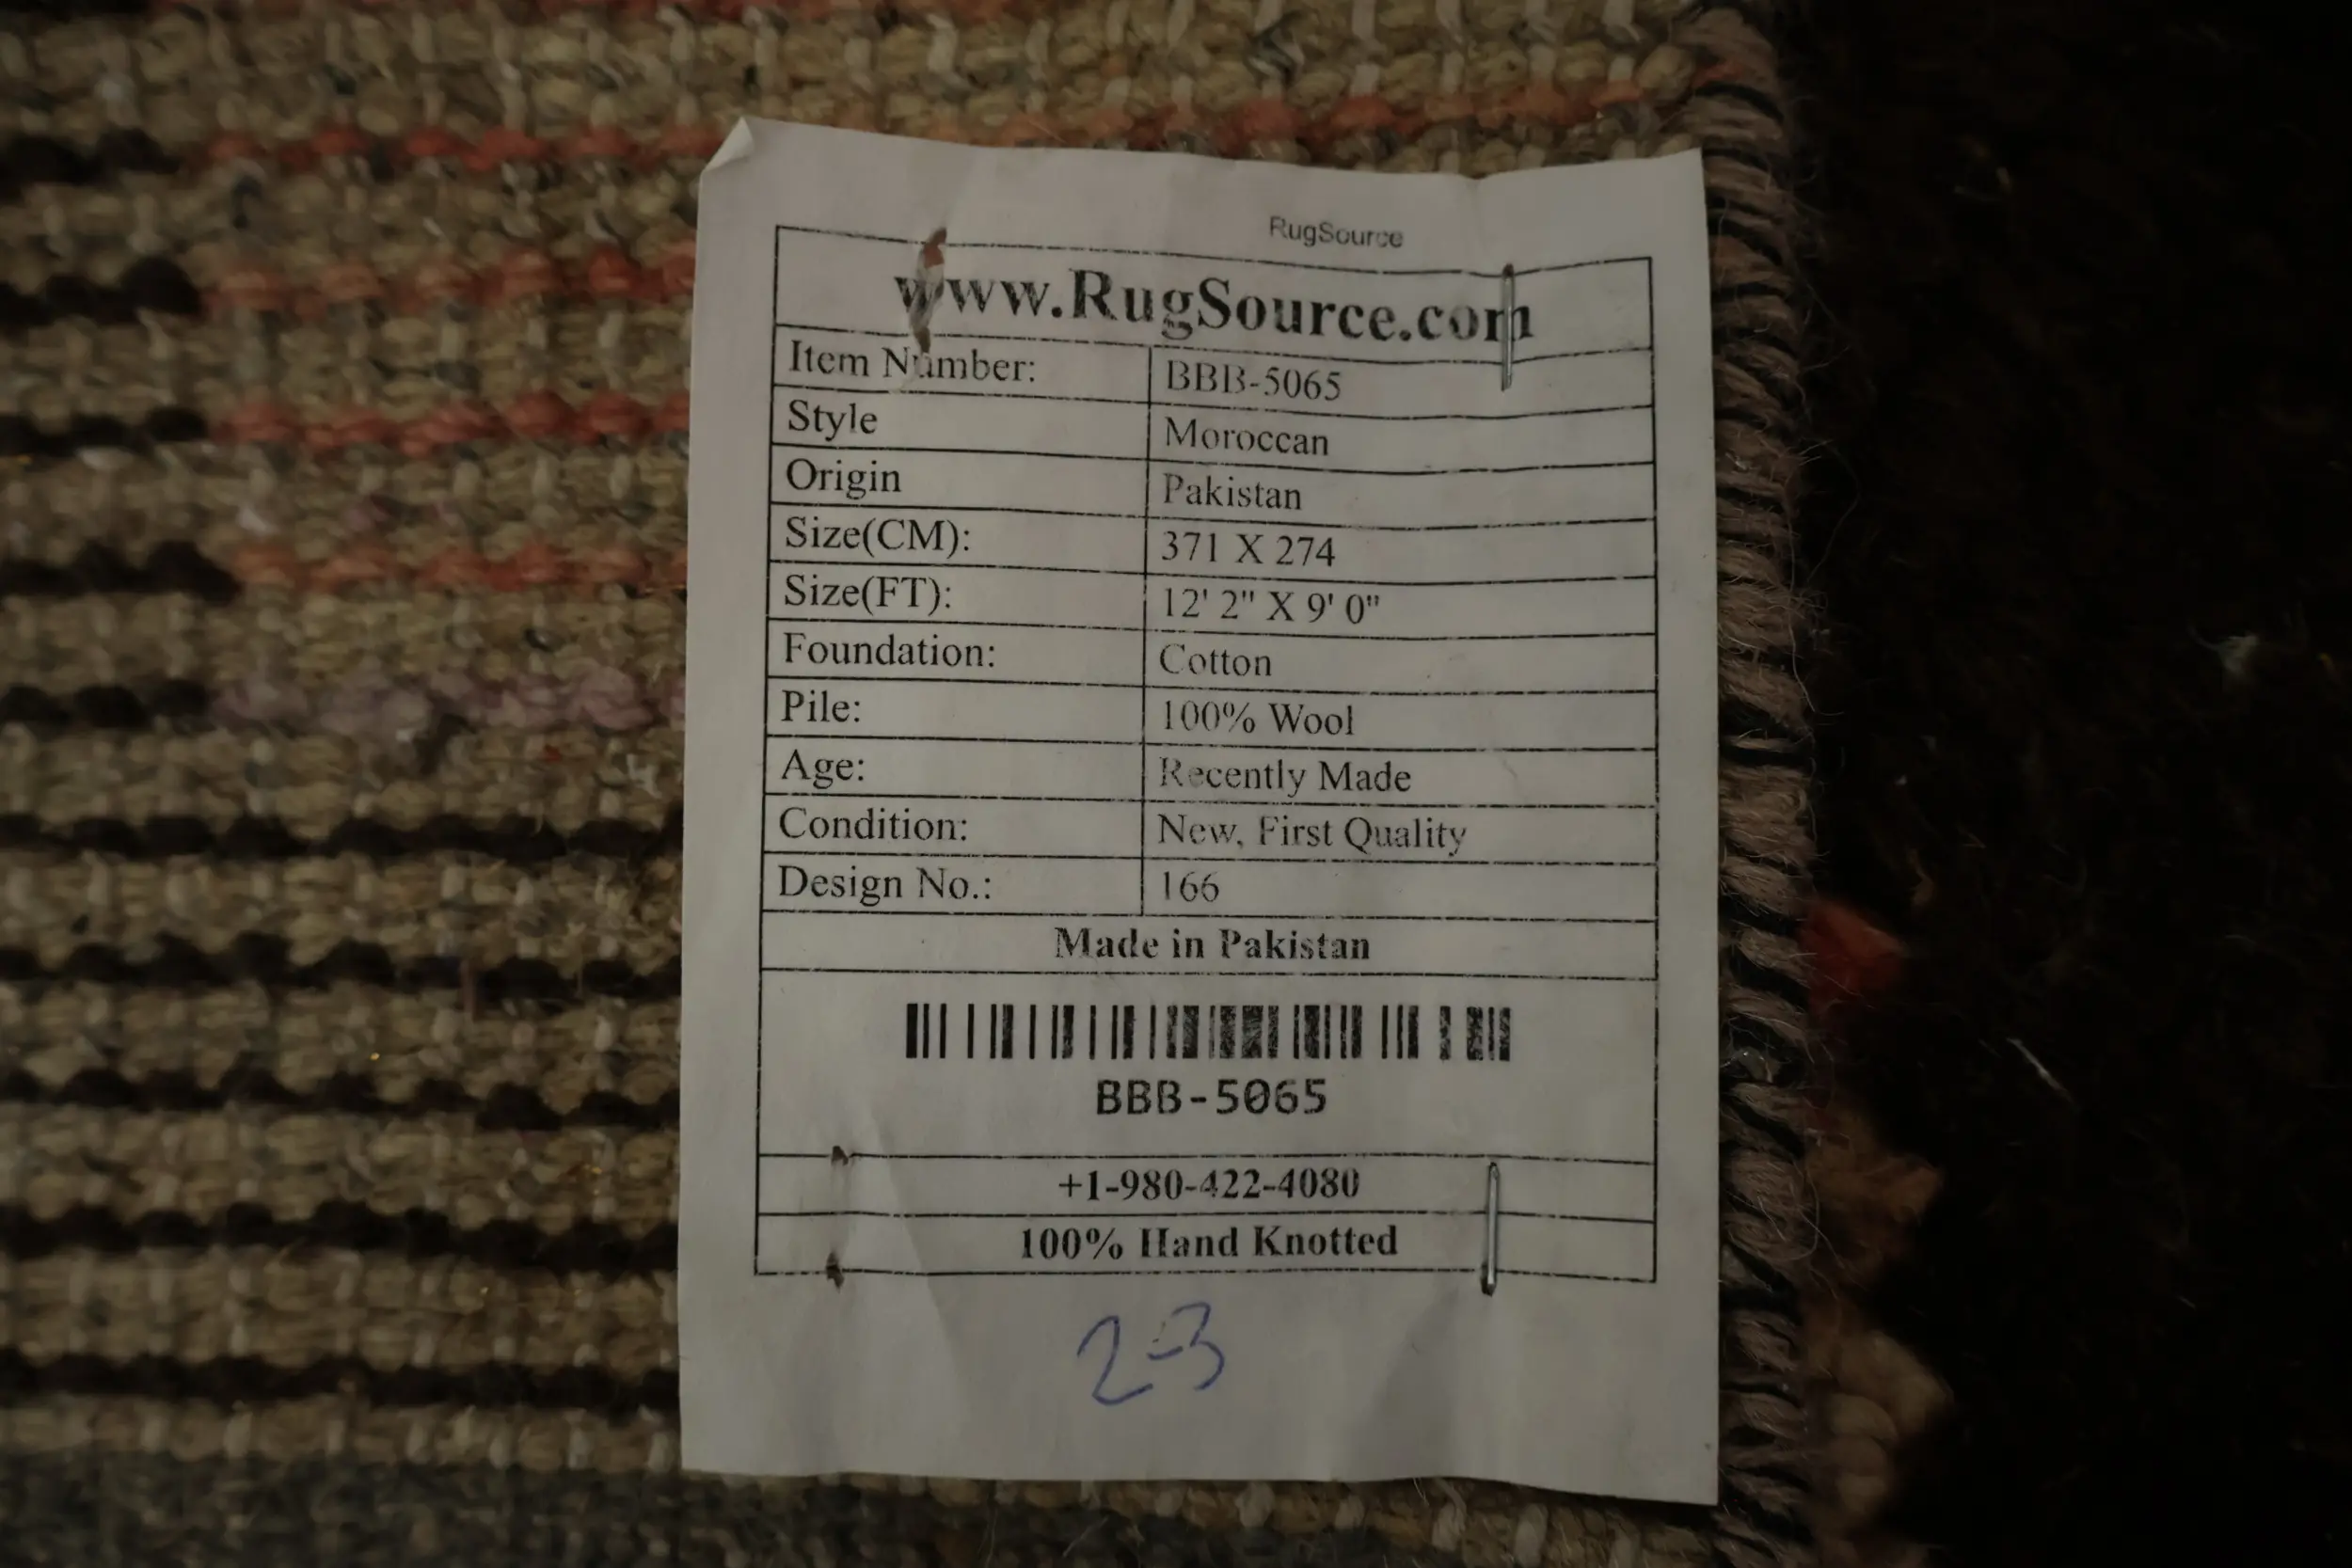 RugSource
www.RugSource.com
Item Number: BBB-5065
Style Moroccan
Origin Pakistan
Size(CM): 371 X 274
Size(FT): 12' 2" X 9' 0"
Foundation: Cotton
Pile: 100% Wool
Age: Recently Made
Condition: New, First Quality
Design No.: 166
Made in Pakistan
BBB-5065
+1-980-422-4080
100% Hand Knotted
2-3